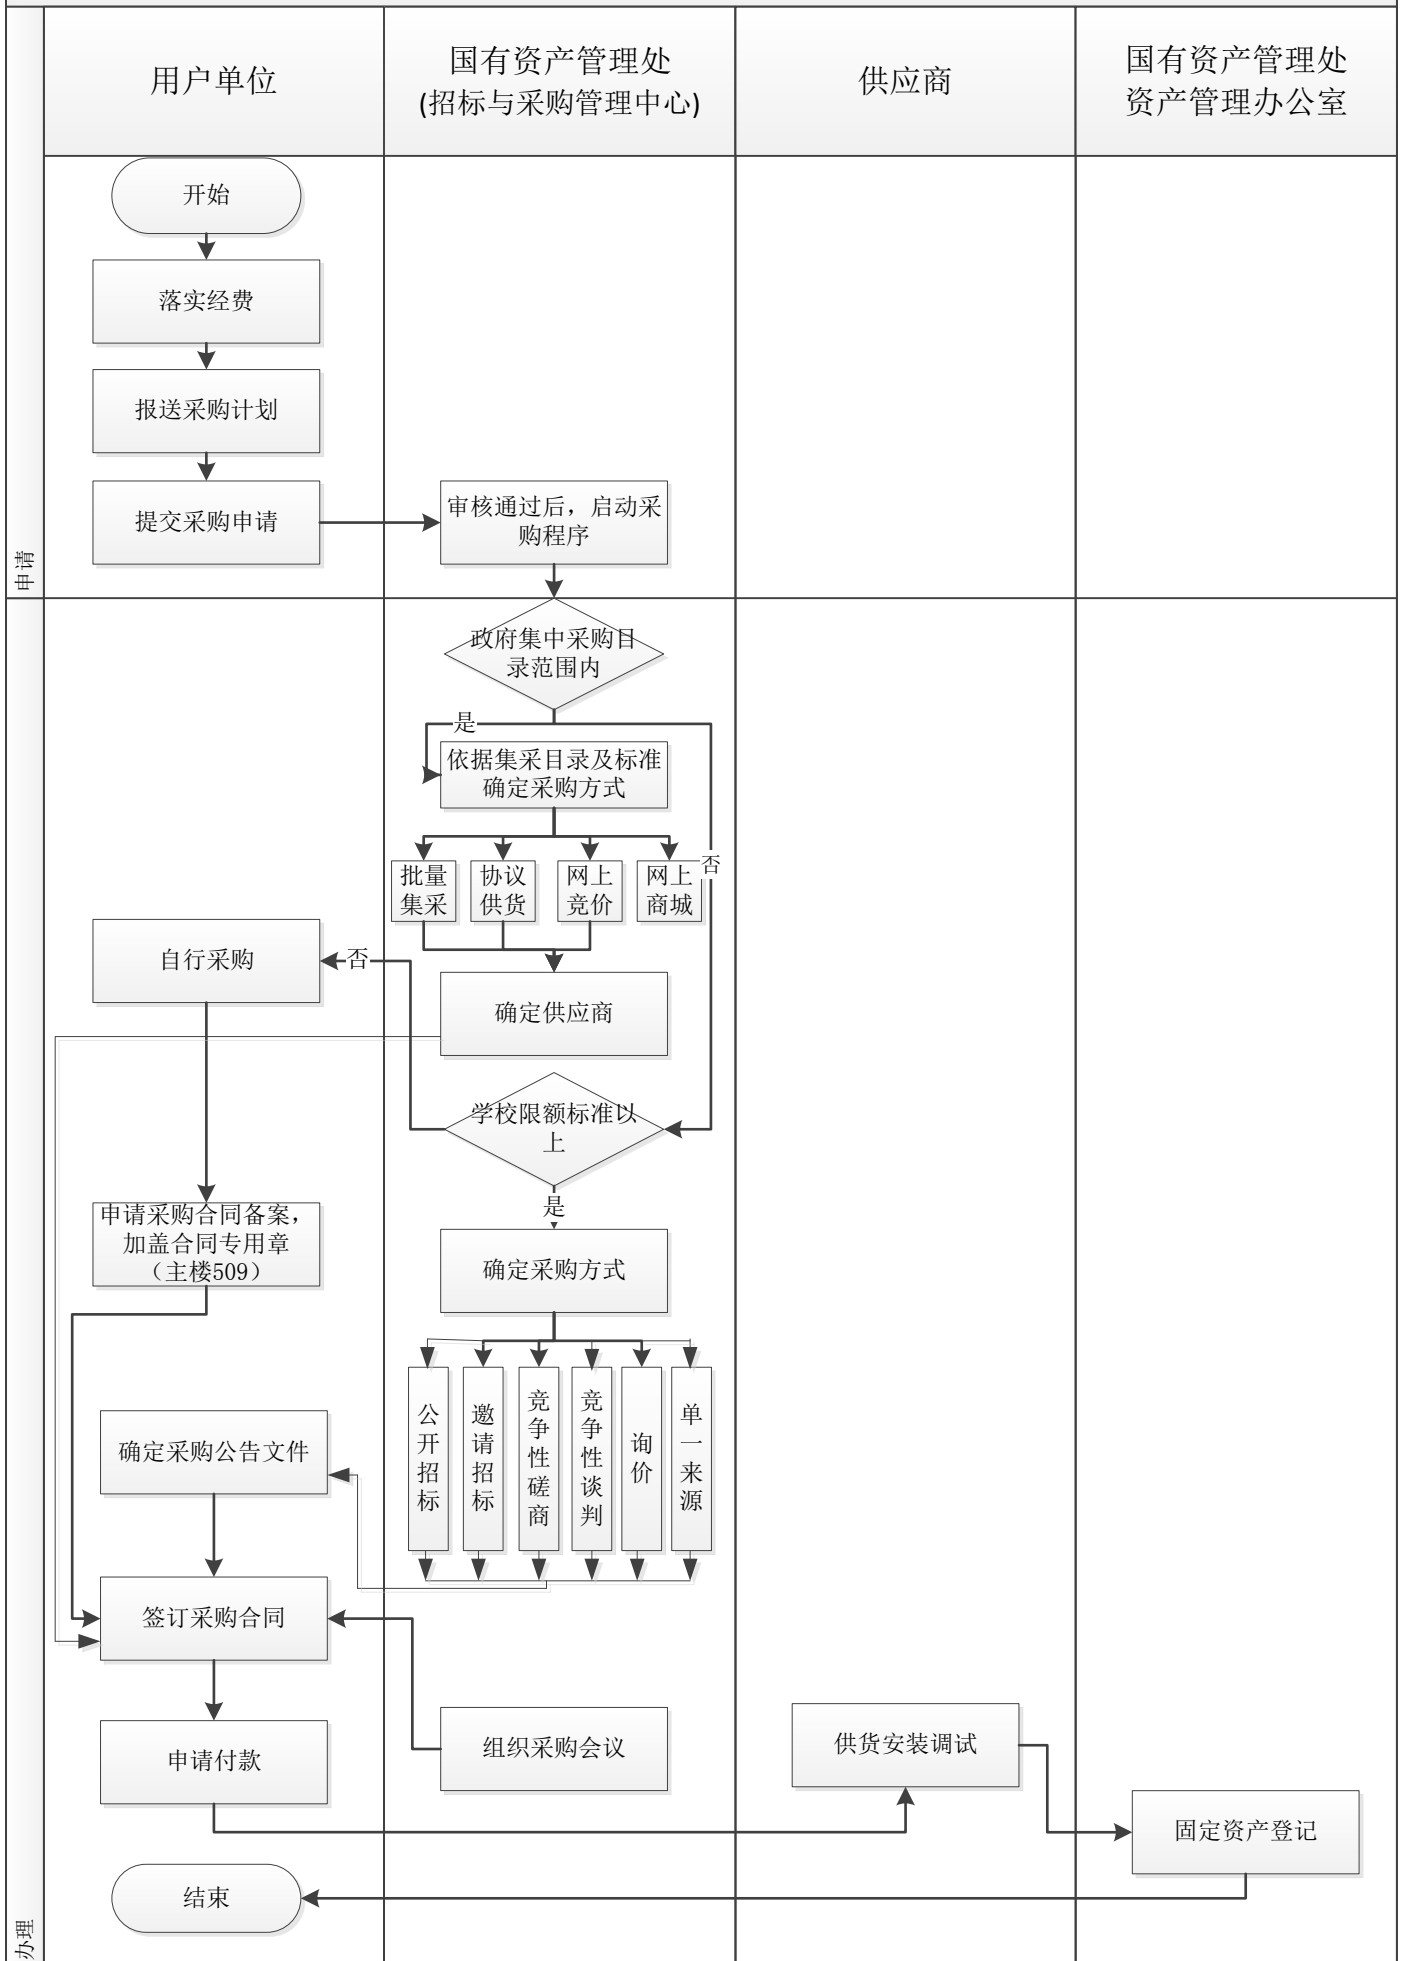 用户单位
国有资产管理处
(招标与采购管理中心)
供应商
国有资产管理处
资产管理办公室
申请
开始
落实经费
报送采购计划
提交采购申请
审核通过后，启动采
购程序
办理
政府集中采购目
录范围内
是
否
依据集采目录及标准
确定采购方式
批量
集采
协议
供货
网上
竞价
网上
商城
自行采购
否
确定供应商
学校限额标准以
上
是
申请采购合同备案，
加盖合同专用章
（主楼509）
确定采购方式
公开招标
邀请招标
竞争性磋商
竞争性谈判
询价
单一来源
确定采购公告文件
签订采购合同
申请付款
组织采购会议
供货安装调试
固定资产登记
结束